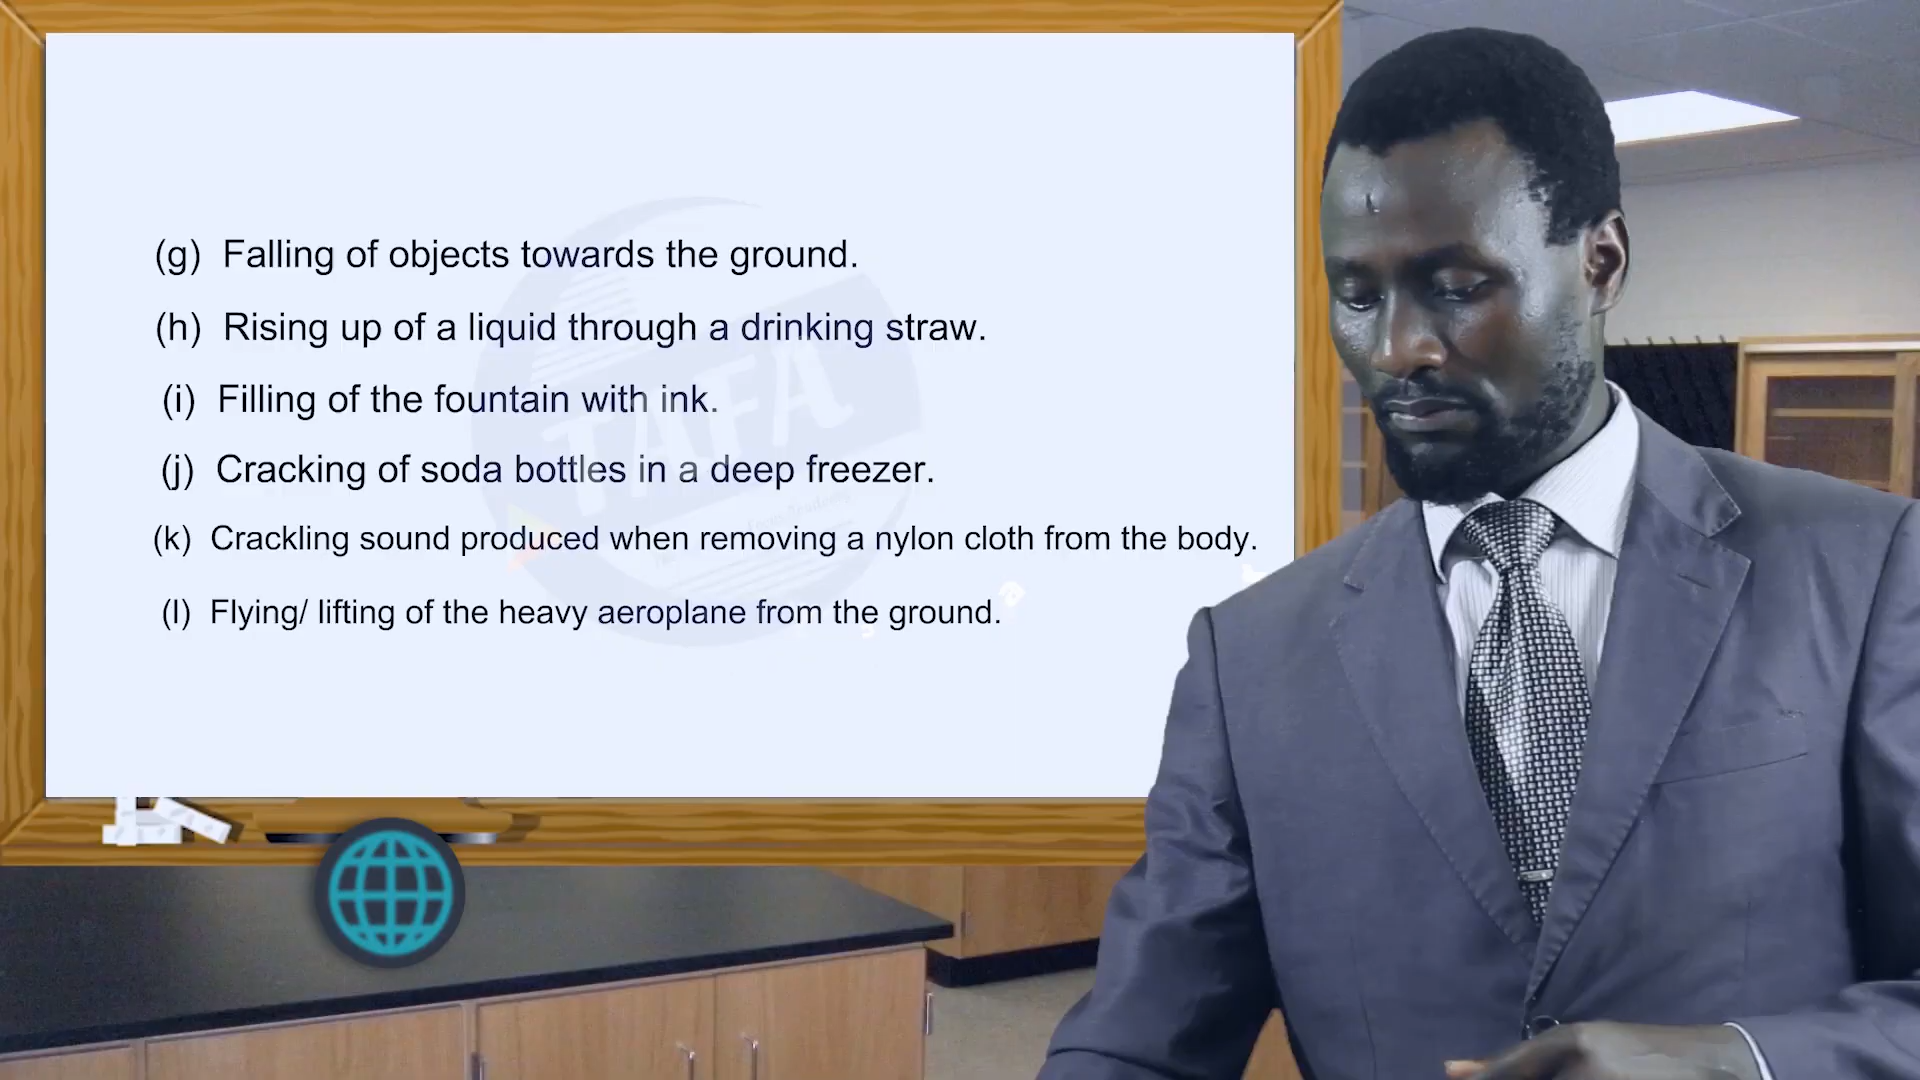 (g) Falling of objects towards the ground.
(h) Rising up of a liquid through a drinking straw.
(i) Filling of the fountain with ink.
(j) Cracking of soda bottles in a deep freezer.
(k) Crackling sound produced when removing a nylon cloth from the body.
(l) Flying/ lifting of the heavy aeroplane from the ground.
TAFA